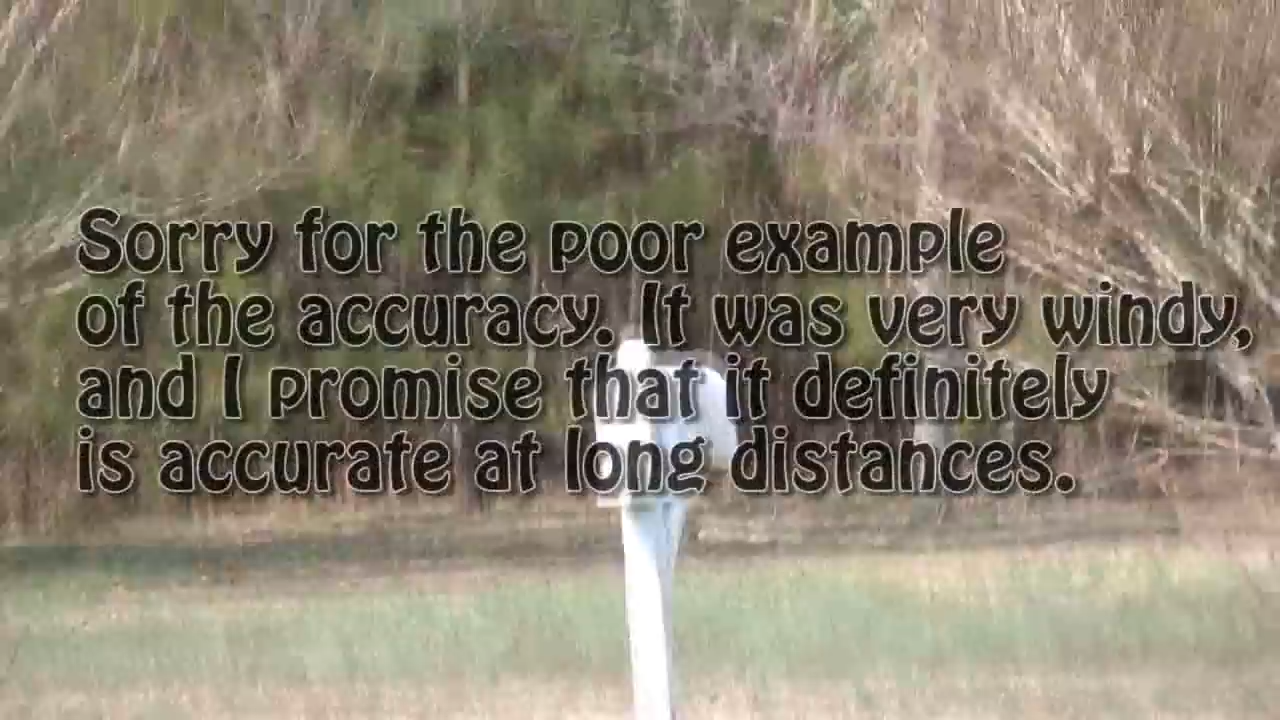 Sorry for the poor example
of the accuracy. It was very windy,
and I promise that it definitely
is accurate at long distances.